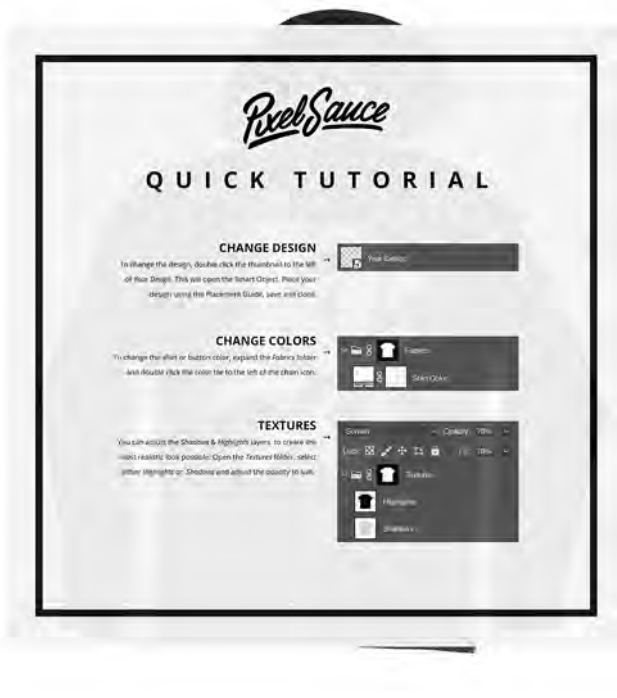 PixelSauce
QUICK TUTORIAL
CHANGE DESIGN
To change the design, double click the thumbnail to the left
of Your Design. This will open the Smart Object. Place your
design using the Placement Guide, save and close.
→
Your Design
CHANGE COLORS
To change the shirt or button color, expand the Fabrics folder
and double click the color tile to the left of the chain icon.
→
Fabrics
Shirt Color
TEXTURES
You can adjust the Shadows & Highlights layers, to create the
most realistic look possible. Open the Textures folder, select
either Highlights or Shadows and adjust the opacity to suit.
→
Screen Opacity: 70%
Lock: 70%
Textures
Highlights
Shadows